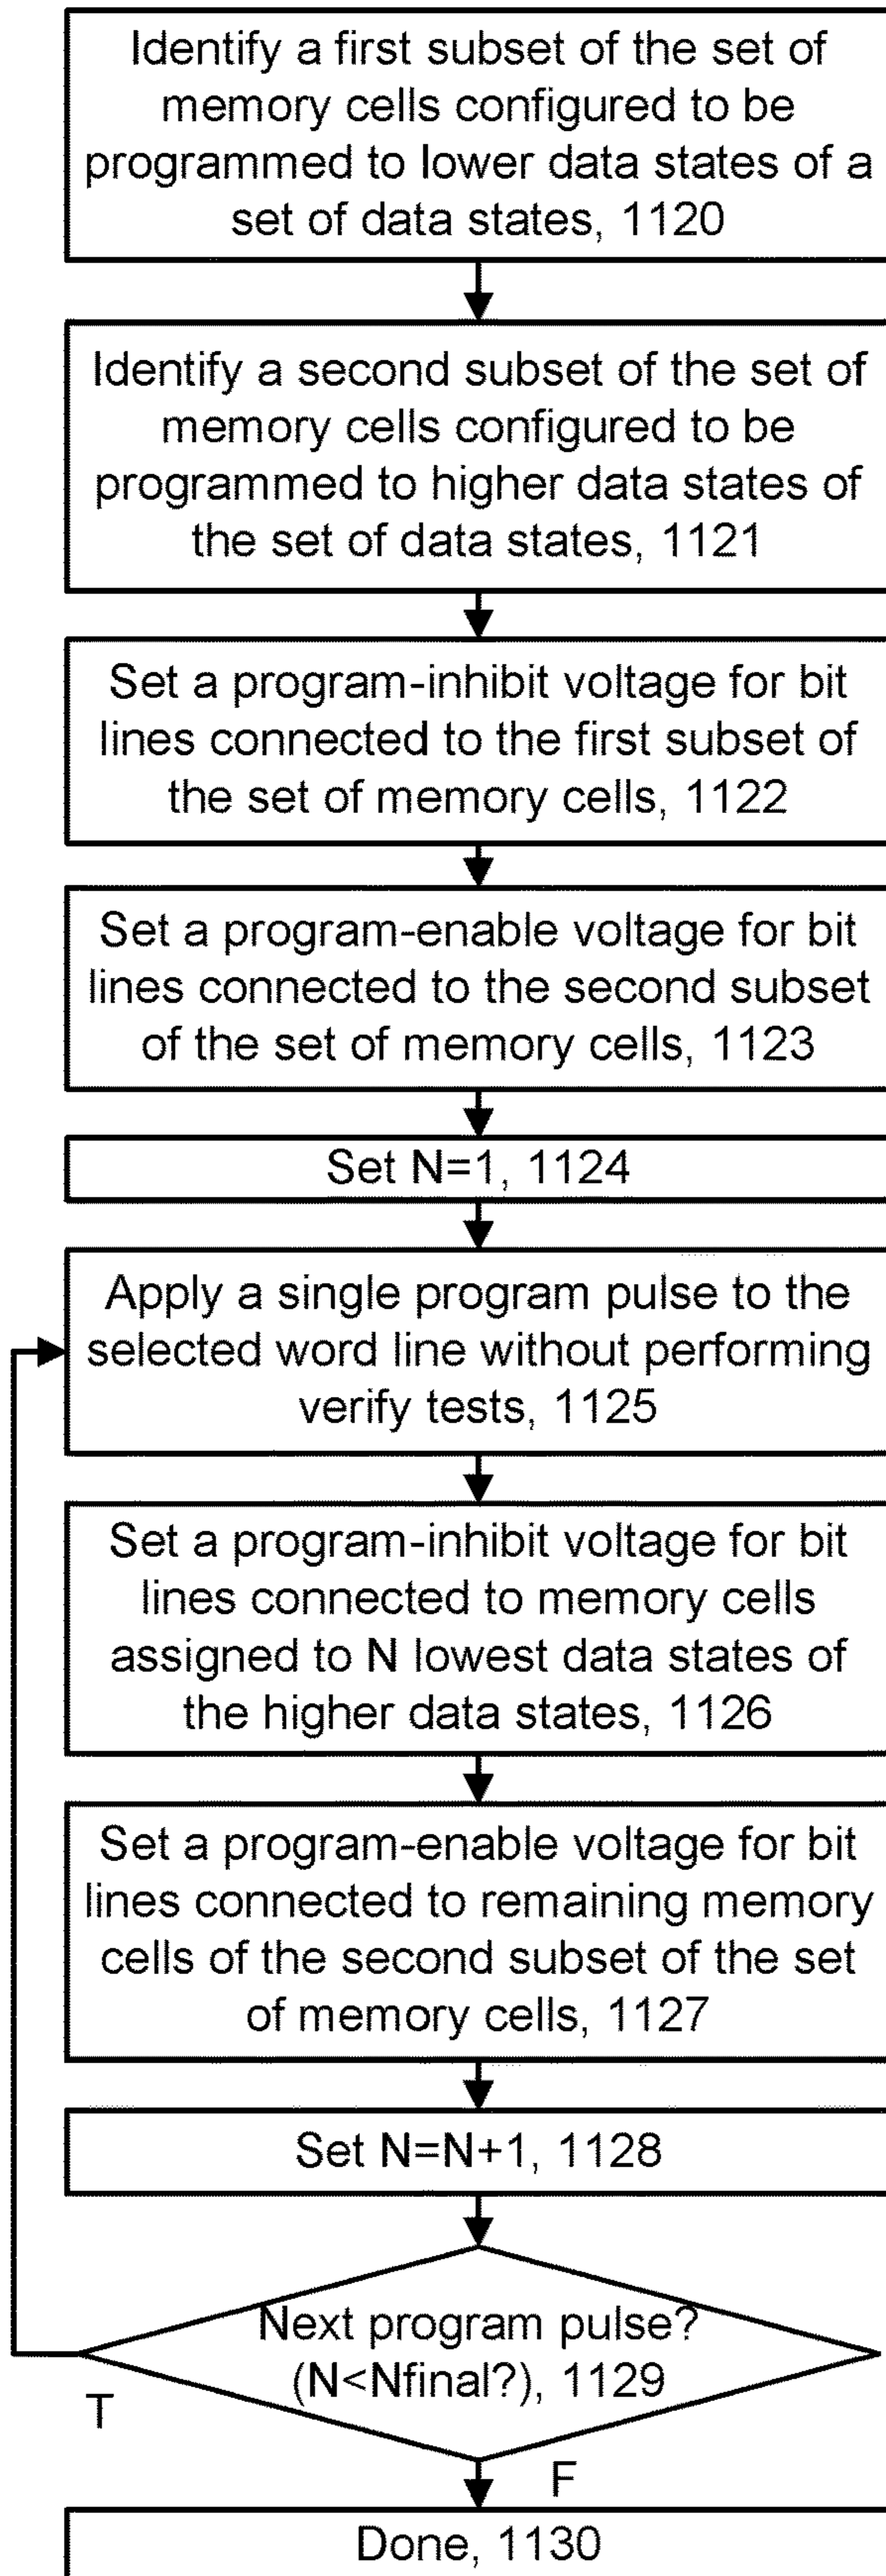 Identify a first subset of the set of
memory cells configured to be
programmed to lower data states of a
set of data states, 1120
Identify a second subset of the set of
memory cells configured to be
programmed to higher data states of
the set of data states, 1121
Set a program-inhibit voltage for bit
lines connected to the first subset of
the set of memory cells, 1122
Set a program-enable voltage for bit
lines connected to the second subset
of the set of memory cells, 1123
Set N=1, 1124
Apply a single program pulse to the
selected word line without performing
verify tests, 1125
Set a program-inhibit voltage for bit
lines connected to memory cells
assigned to N lowest data states of
the higher data states, 1126
Set a program-enable voltage for bit
lines connected to remaining memory
cells of the second subset of the set
of memory cells, 1127
Set N=N+1, 1128
Next program pulse?
(N<Nfinal?), 1129
T
F
Done, 1130